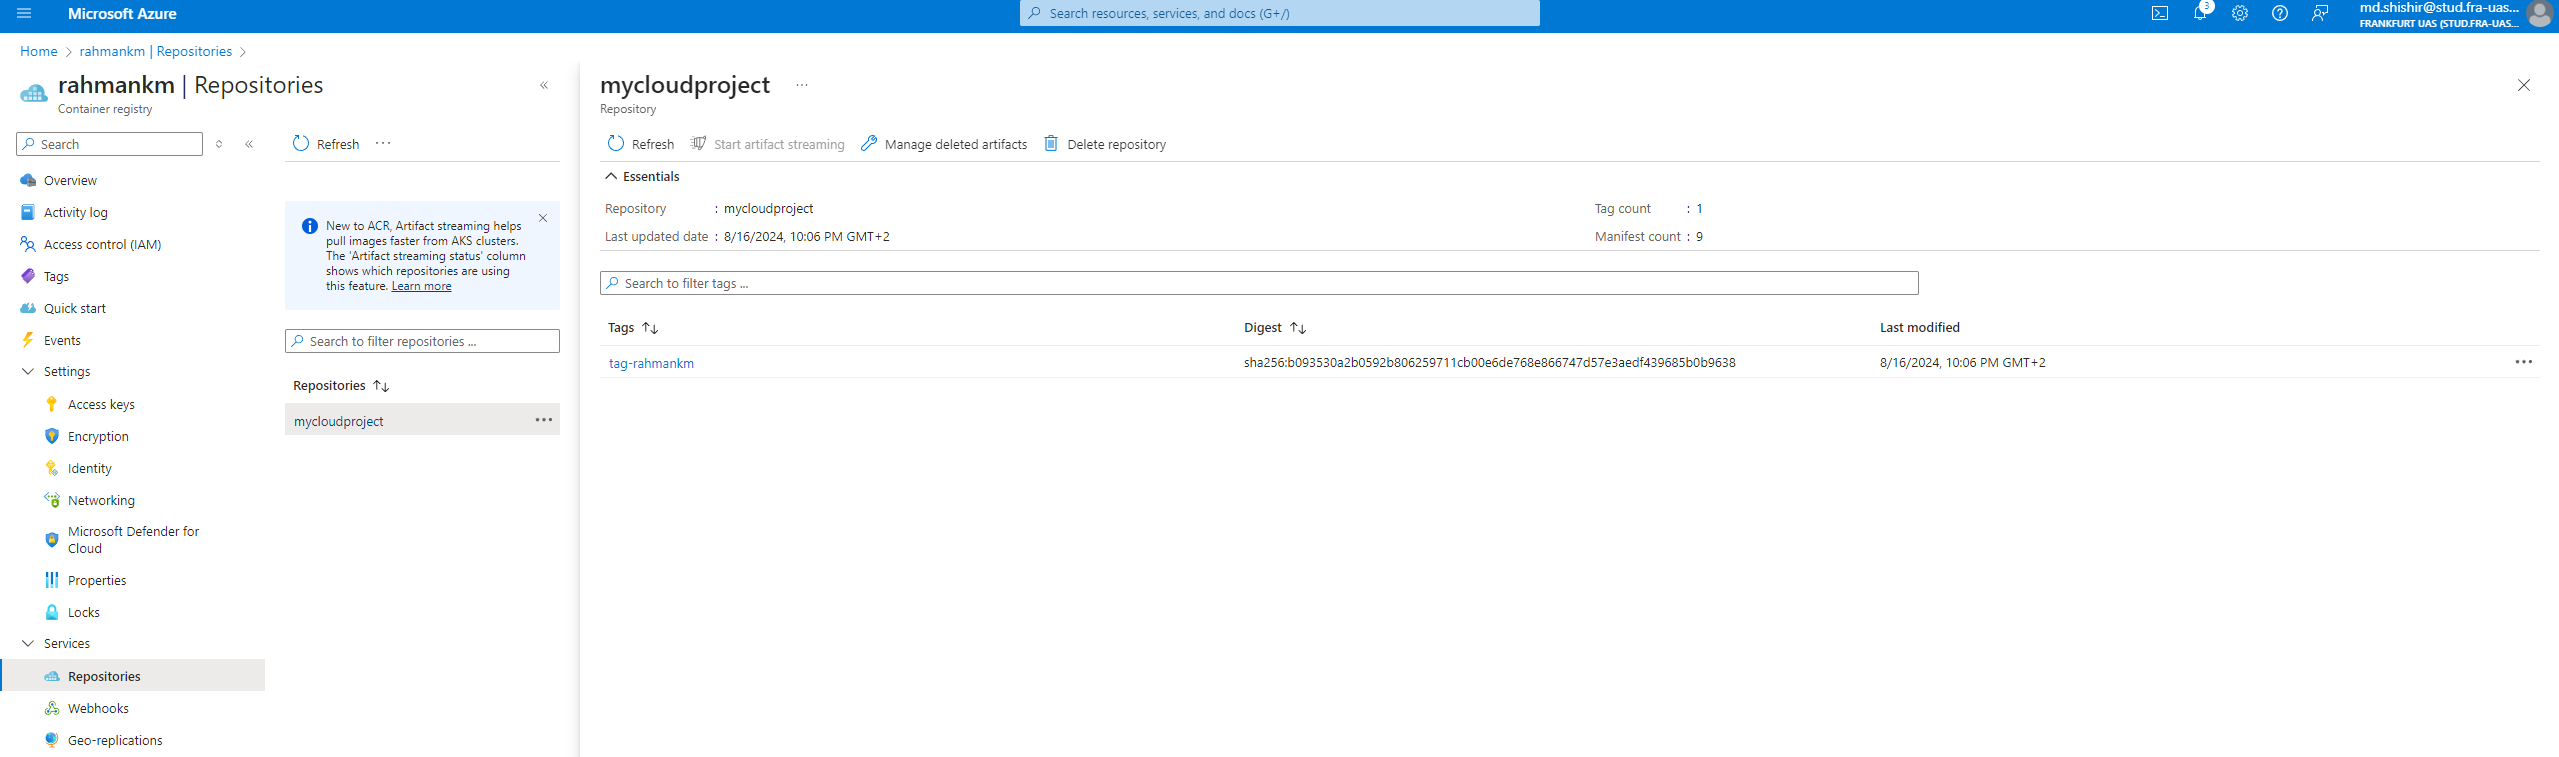 Microsoft Azure
Search resources, services, and docs (G+/)
3
md.shishir@stud.fra-uas...
FRANKFURT UAS (STUD.FRA-UAS...
Home > rahmankm | Repositories >
rahmankm | Repositories
Container registry
Search
Overview
Activity log
Access control (IAM)
Tags
Quick start
Events
Settings
Access keys
Encryption
Identity
Networking
Microsoft Defender for
Cloud
Properties
Locks
Services
Repositories
Webhooks
Geo-replications
Refresh ...
New to ACR, Artifact streaming helps
pull images faster from AKS clusters.
The 'Artifact streaming status' column
shows which repositories are using
this feature. Learn more
Search to filter repositories ...
Repositories
mycloudproject ...
mycloudproject ...
Repository
Refresh Start artifact streaming Manage deleted artifacts Delete repository
Essentials
Repository : mycloudproject Tag count : 1
Last updated date : 8/16/2024, 10:06 PM GMT+2 Manifest count : 9
Search to filter tags ...
Tags Digest Last modified
tag-rahmankm sha256:b093530a2b0592b806259711cb00e6de768e866747d57e3aedf439685b0b9638 8/16/2024, 10:06 PM GMT+2 ...